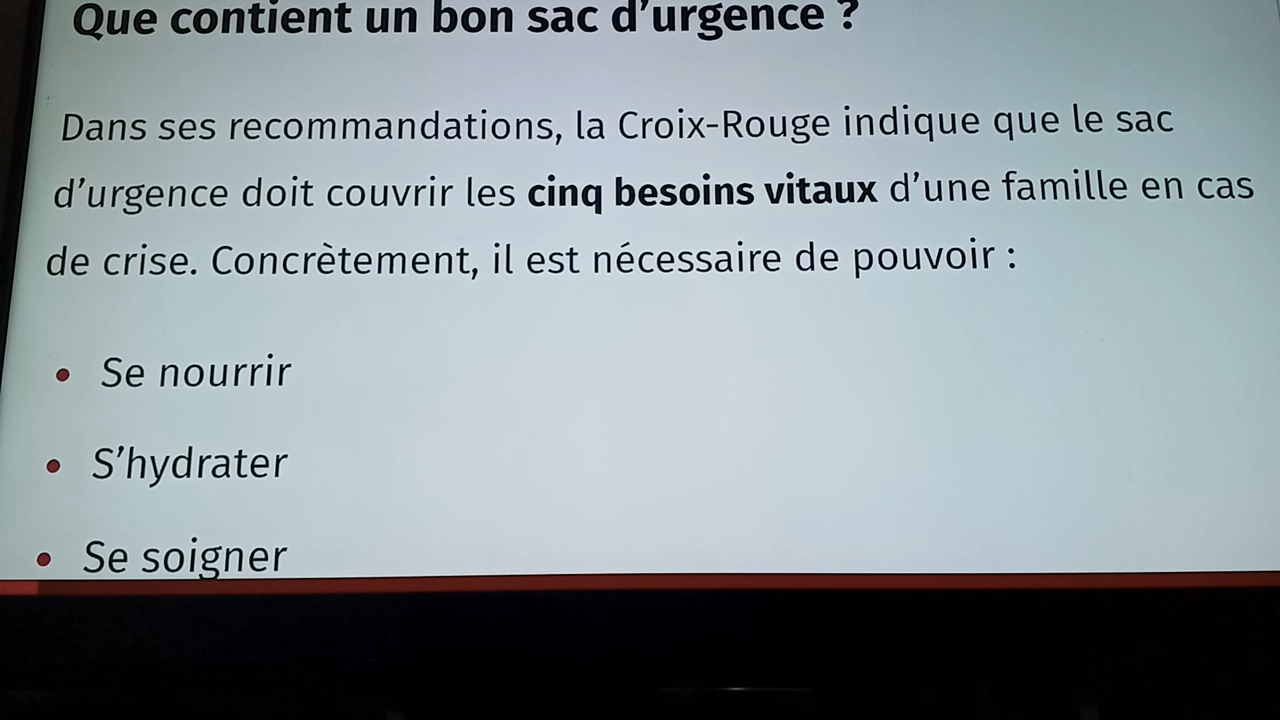 Que contient un bon sac d'urgence ?
Dans ses recommandations, la Croix-Rouge indique que le sac
d'urgence doit couvrir les cinq besoins vitaux d'une famille en cas
de crise. Concrètement, il est nécessaire de pouvoir :
• Se nourrir
• S'hydrater
• Se soigner